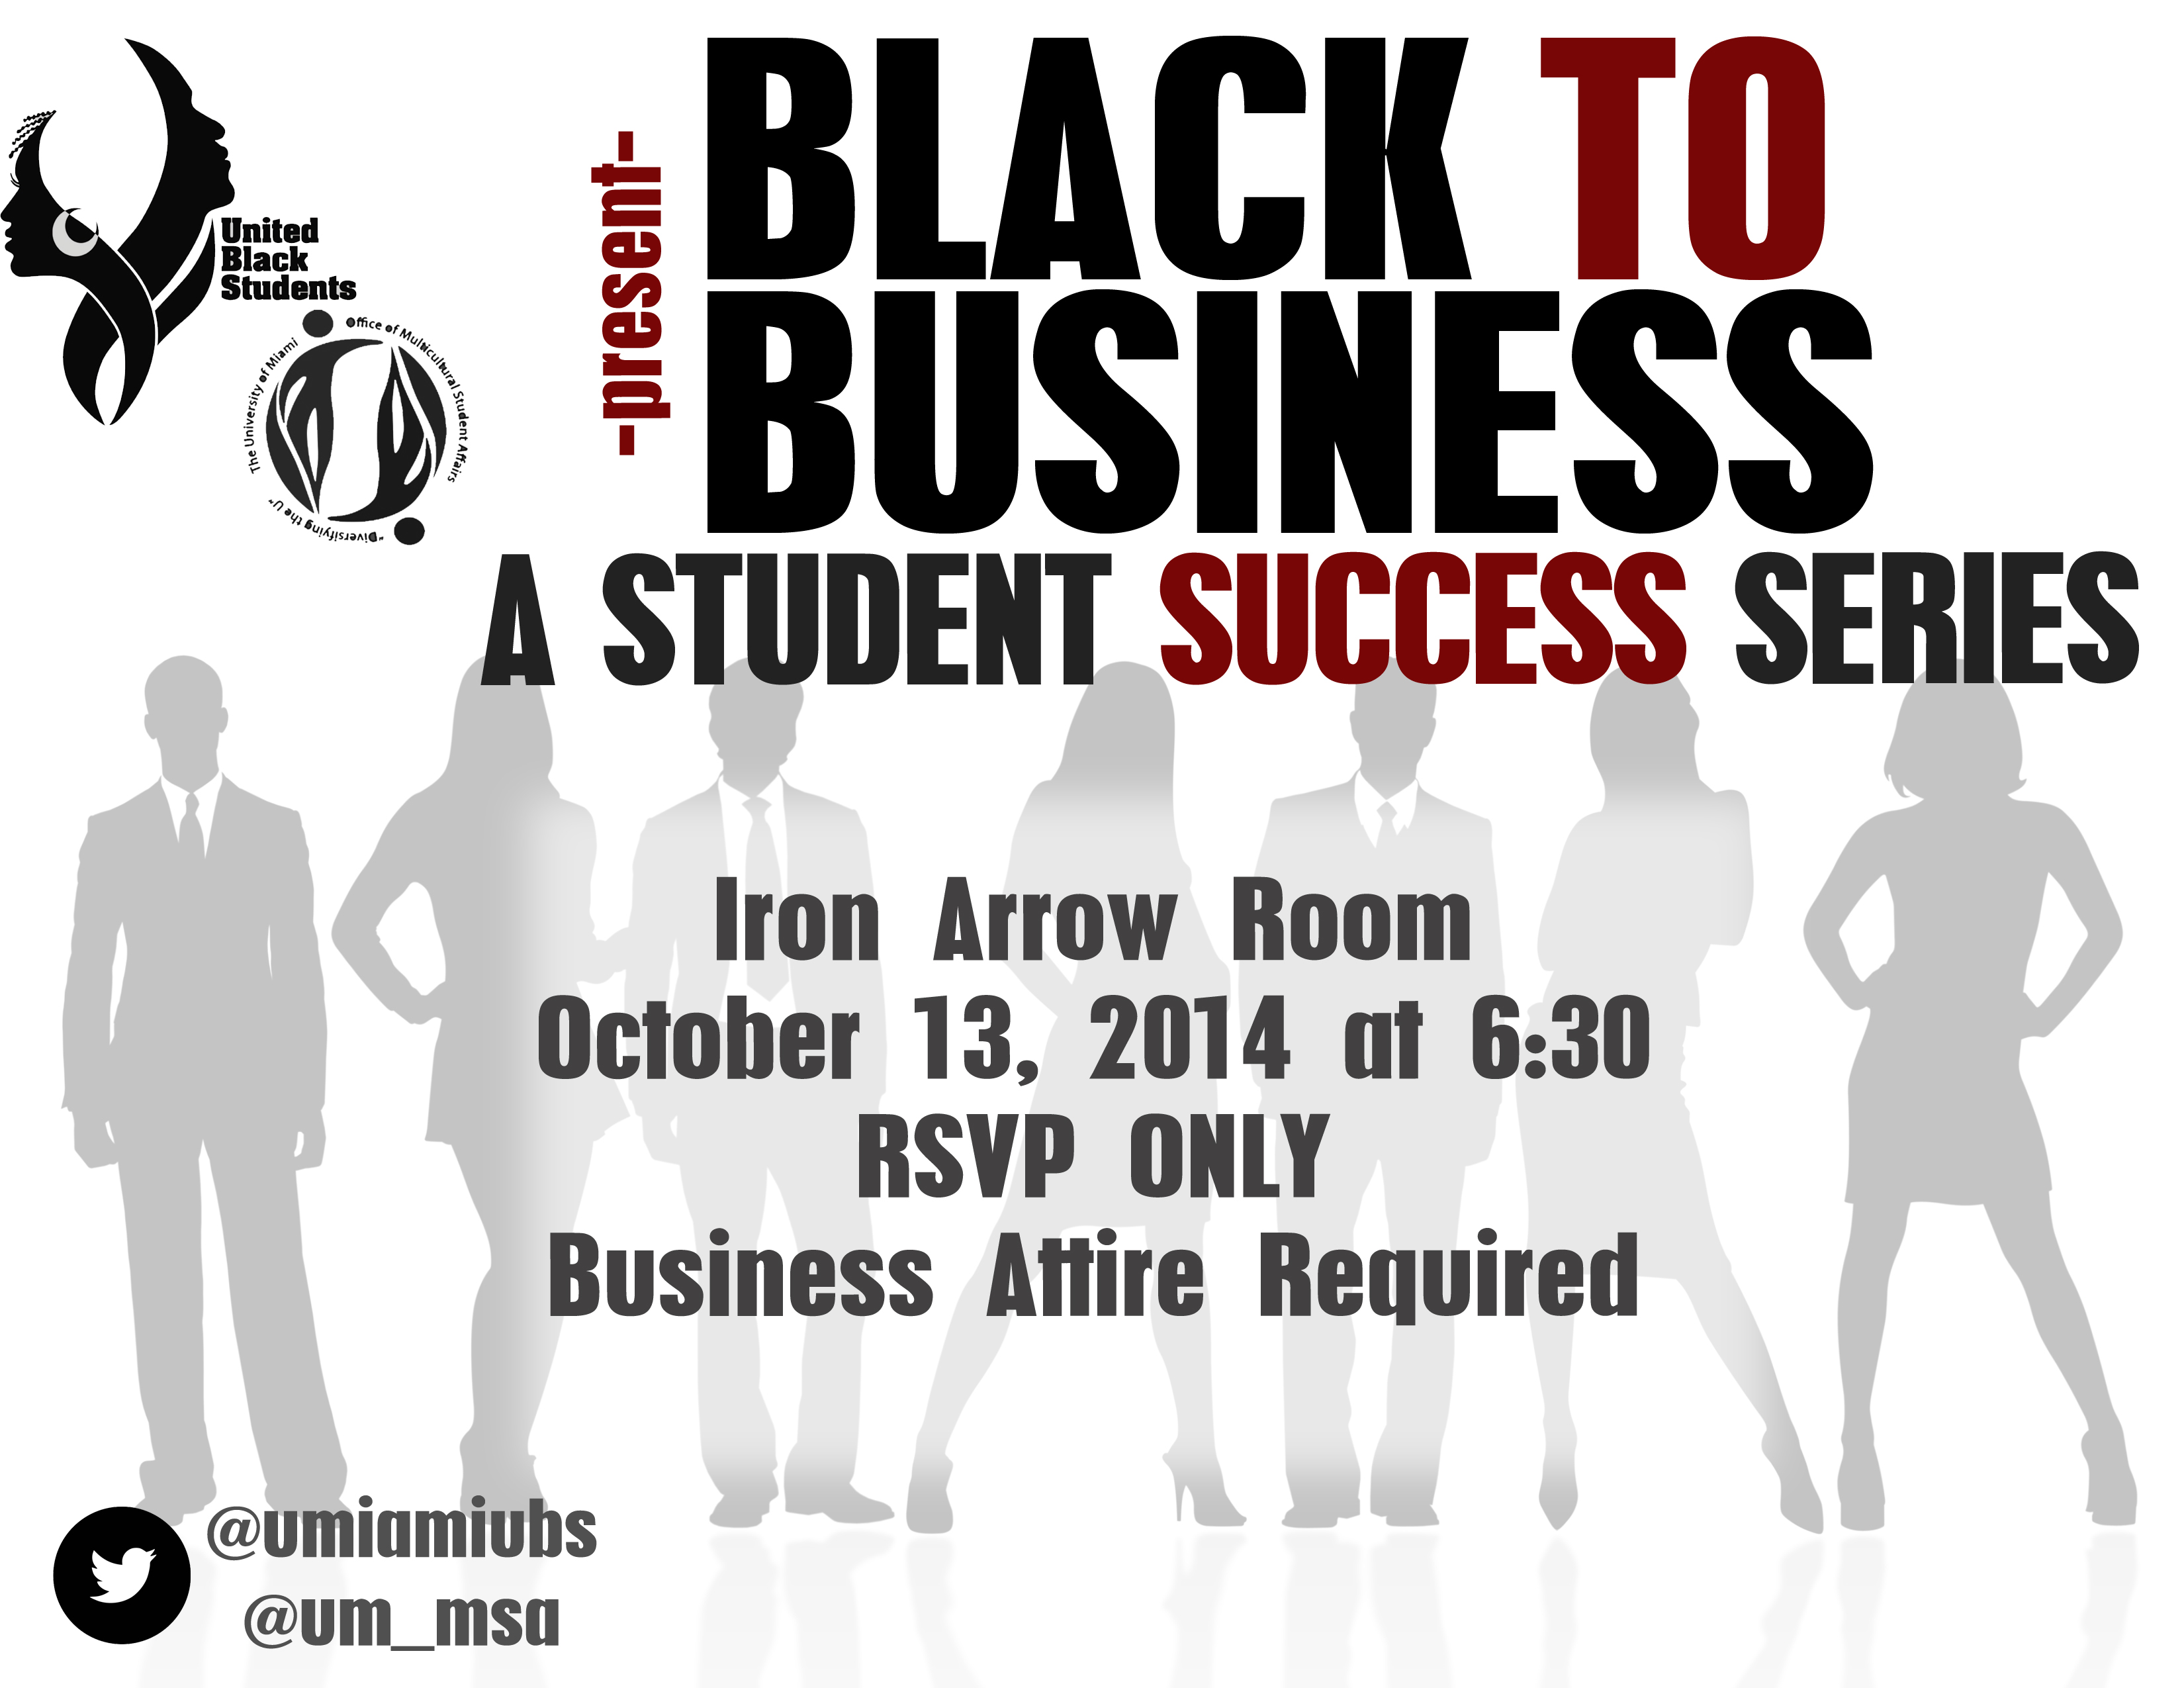 United
Black
Students
The University of Miami
Office of Multicultural Student Affairs
"Diversifying the U"
-present-
BLACK TO
BUSINESS
A STUDENT SUCCESS SERIES
Iron Arrow Room
October 13, 2014 at 6:30
RSVP ONLY
Business Attire Required
@umiamiubs
@um_msa